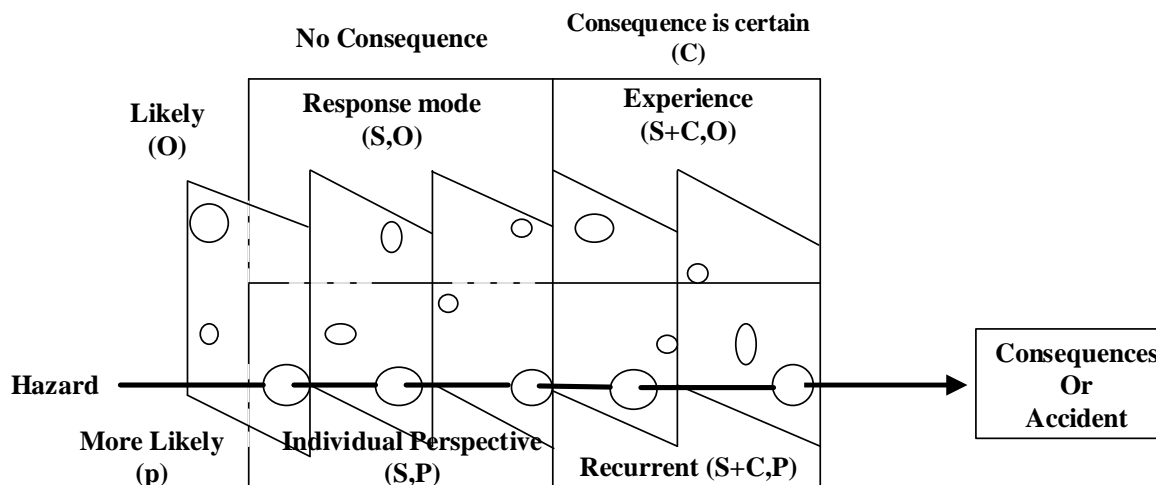 No Consequence
Consequence is certain
(C)
Likely
(O)
Response mode
(S,O)
Experience
(S+C,O)
Hazard
Consequences
Or
Accident
More Likely
(p)
Individual Perspective
(S,P)
Recurrent (S+C,P)